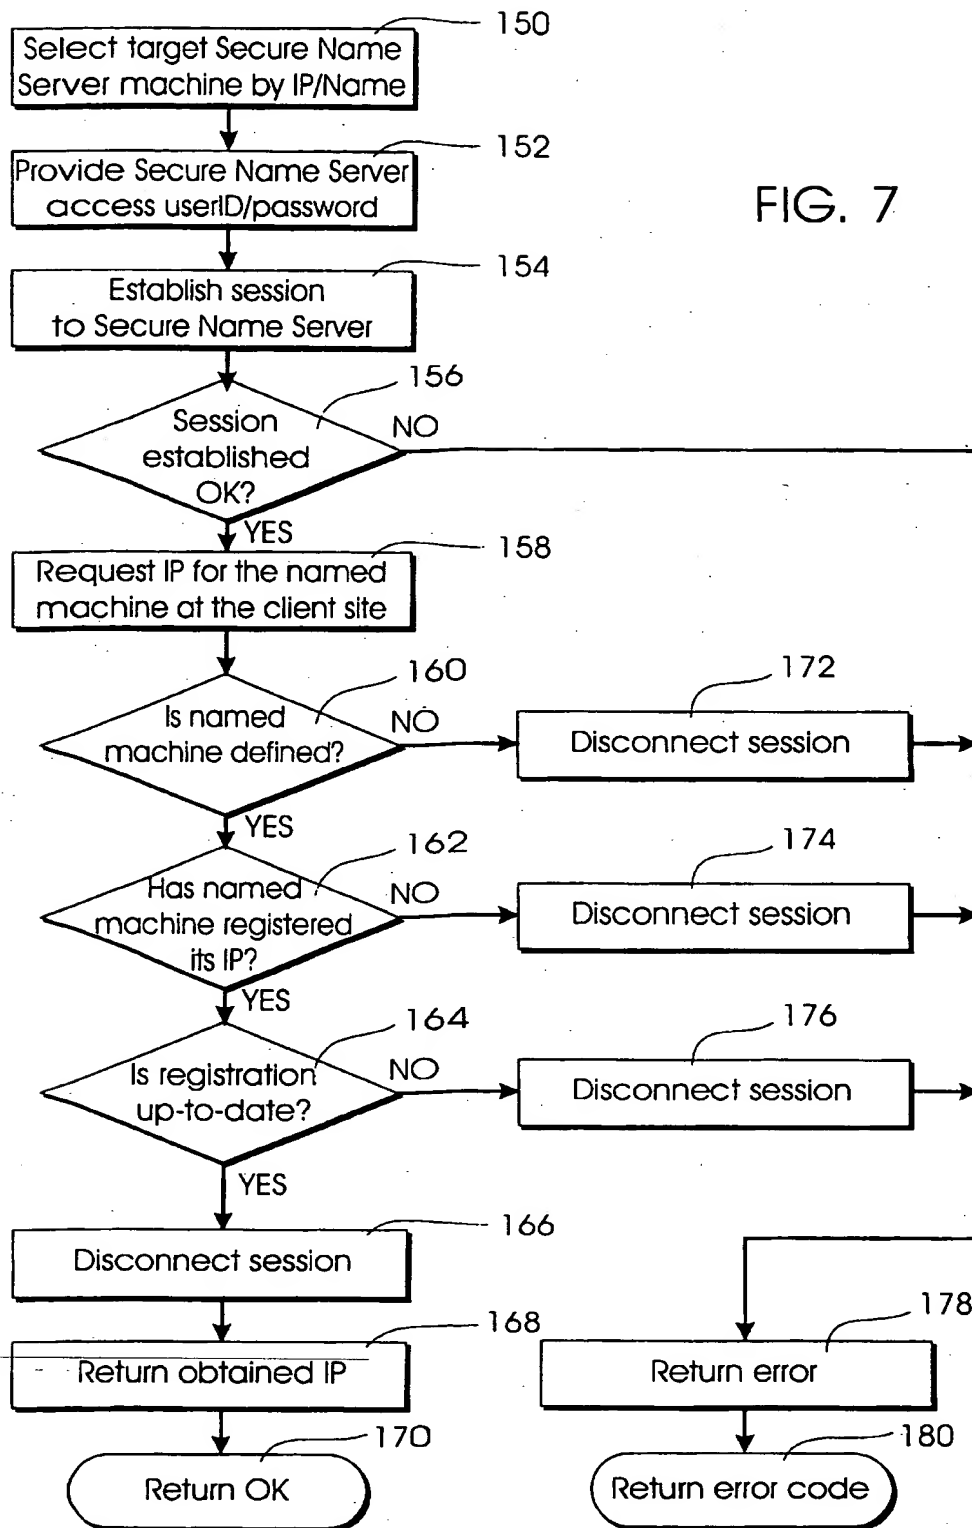 150
Select target Secure Name
Server machine by IP/Name
152
Provide Secure Name Server
access userID/password
FIG. 7
154
Establish session
to Secure Name Server
156
Session
established
OK?
NO
YES
158
Request IP for the named
machine at the client site
160
Is named
machine defined?
NO
172
Disconnect session
YES
162
Has named
machine registered
its IP?
NO
174
Disconnect session
YES
164
Is registration
up-to-date?
NO
176
Disconnect session
YES
166
Disconnect session
168
Return obtained IP
178
Return error
170
Return OK
180
Return error code